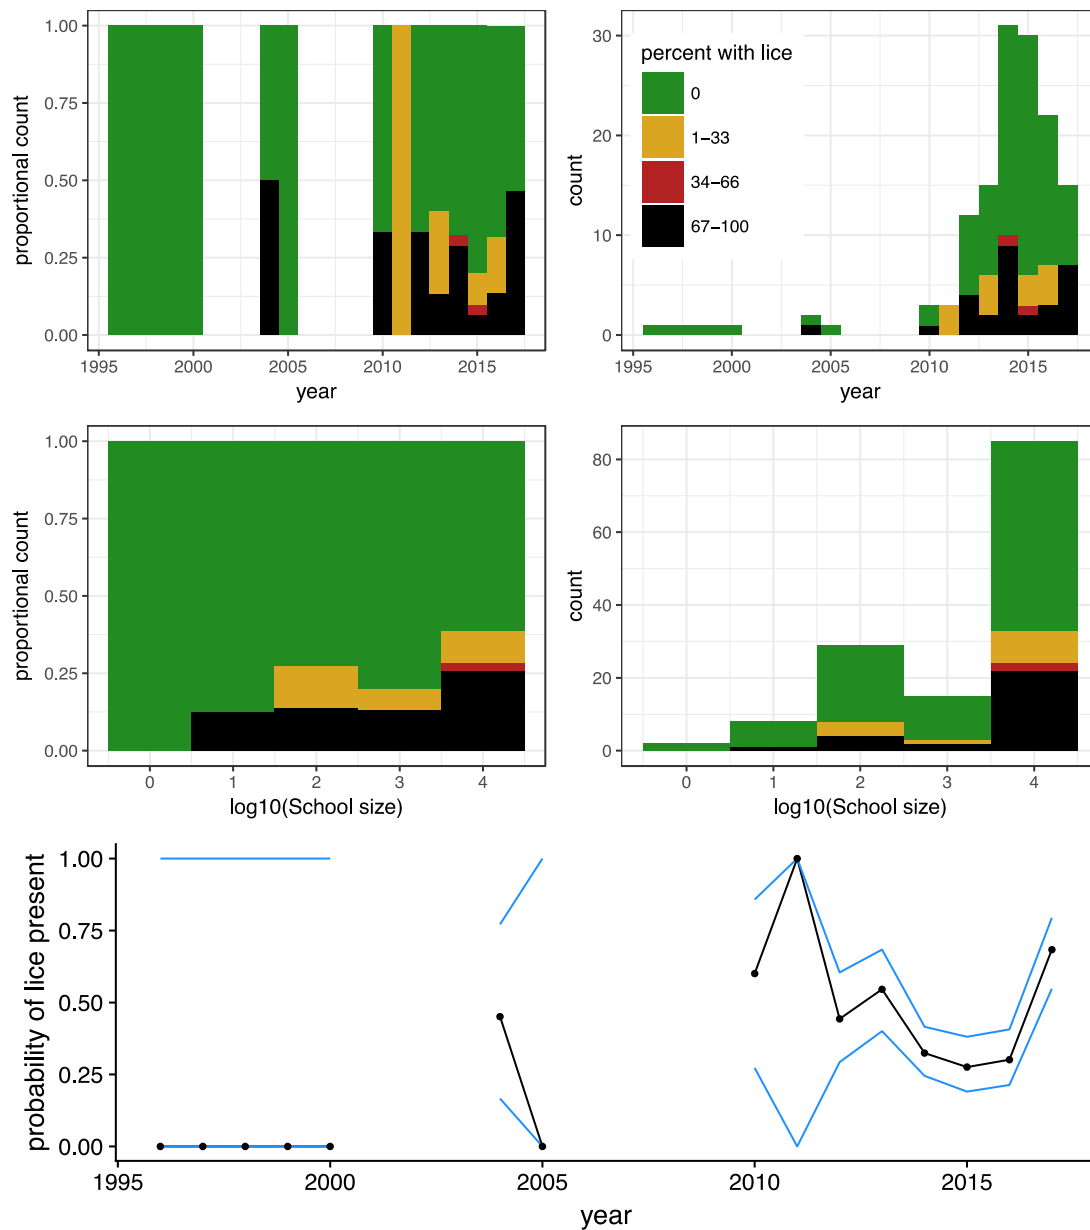 proportional count
1.00
0.75
0.50
0.25
0.00
1995 2000 2005 2010 2015
year
count
30
20
10
0
percent with lice
0
1–33
34–66
67–100
1995 2000 2005 2010 2015
year
proportional count
1.00
0.75
0.50
0.25
0.00
0 1 2 3 4
log10(School size)
count
80
60
40
20
0
0 1 2 3 4
log10(School size)
probability of lice present
1.00
0.75
0.50
0.25
0.00
1995 2000 2005 2010 2015
year